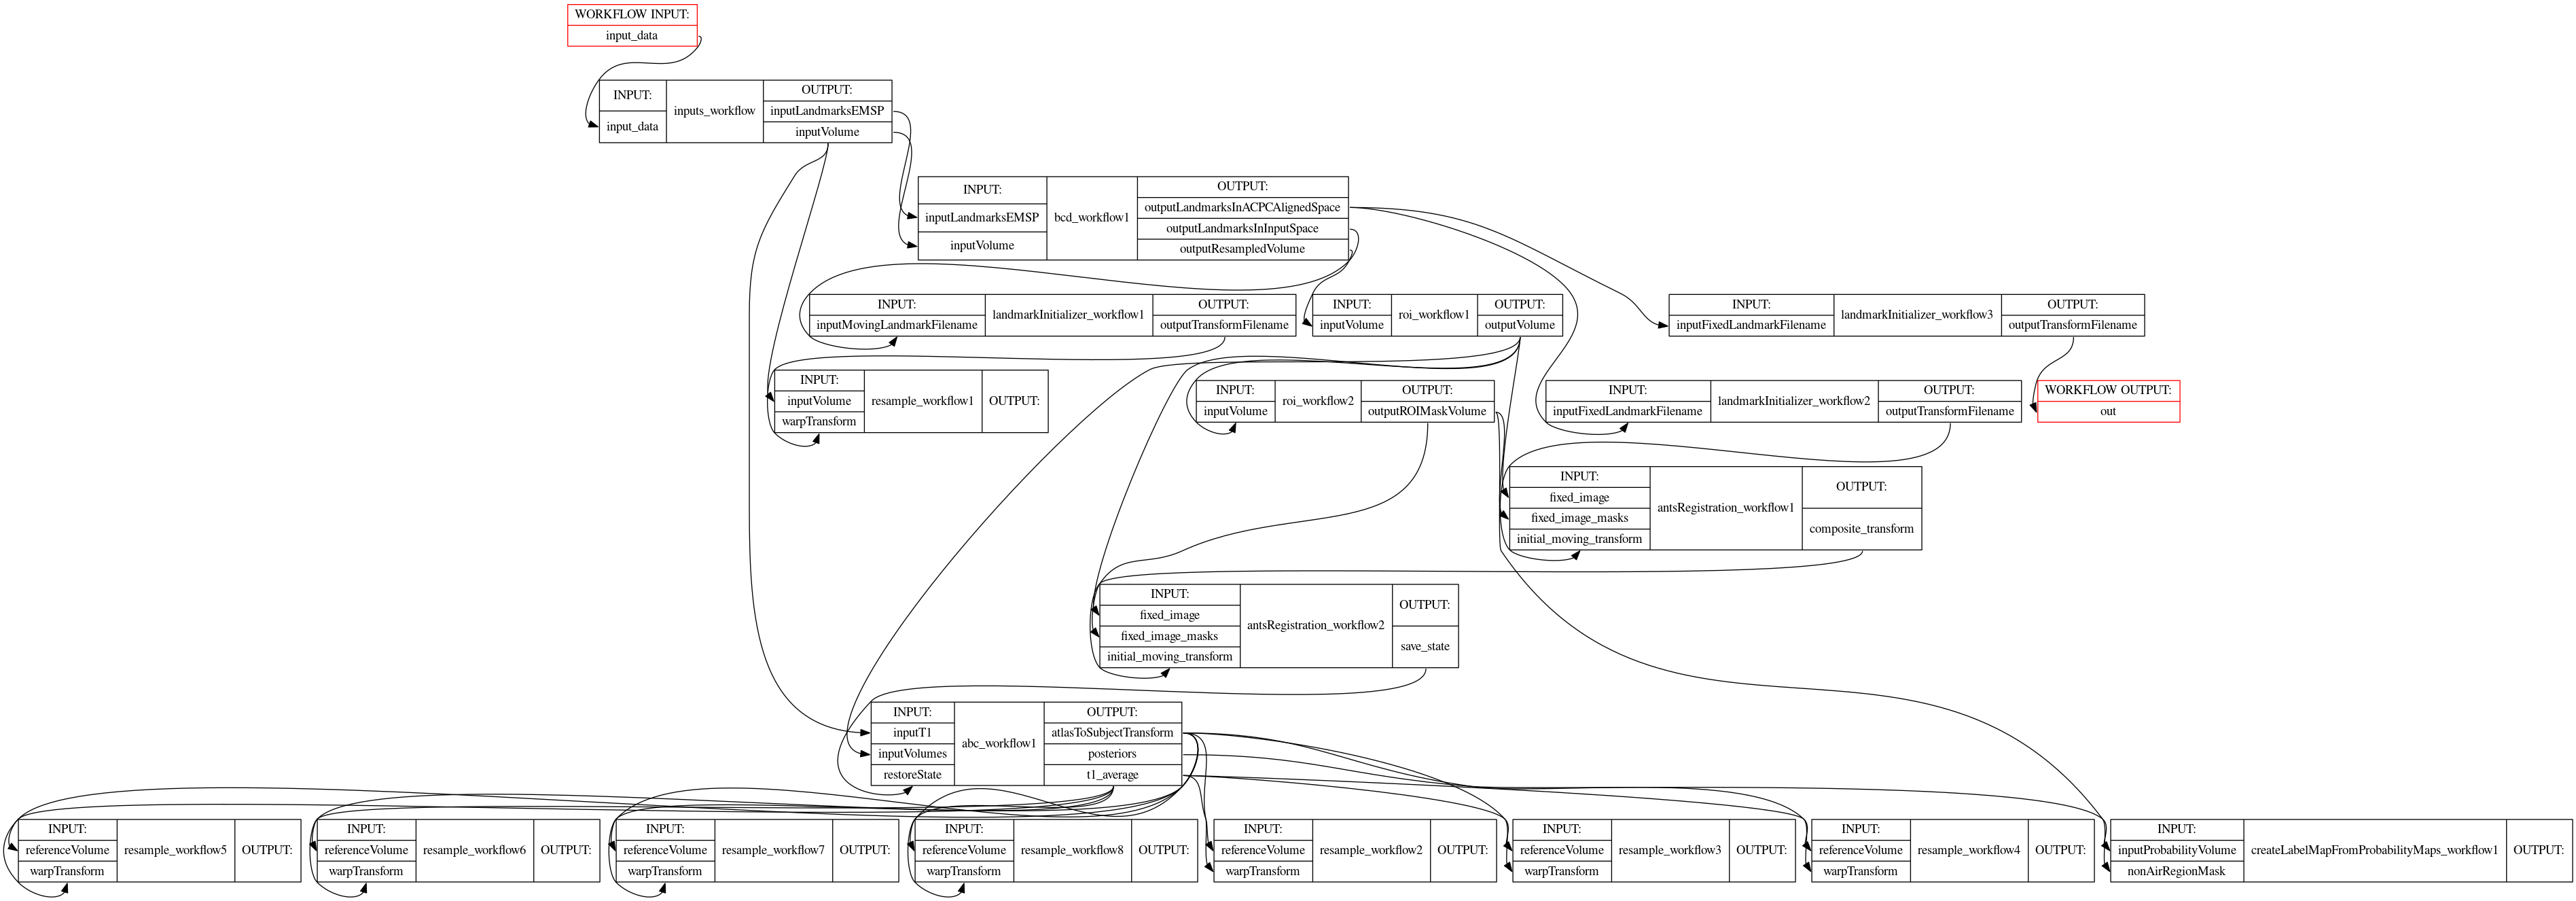 WORKFLOW INPUT:
input_data
INPUT:
input_data
inputs_workflow
OUTPUT:
inputLandmarksEMSP
inputVolume
INPUT:
inputLandmarksEMSP
inputVolume
bcd_workflow1
OUTPUT:
outputLandmarksInACPCAlignedSpace
outputLandmarksInInputSpace
outputResampledVolume
INPUT:
inputMovingLandmarkFilename
landmarkInitializer_workflow1
OUTPUT:
outputTransformFilename
INPUT:
inputVolume
roi_workflow1
OUTPUT:
outputVolume
INPUT:
inputFixedLandmarkFilename
landmarkInitializer_workflow3
OUTPUT:
outputTransformFilename
INPUT:
inputVolume
warpTransform
resample_workflow1
OUTPUT:
INPUT:
inputVolume
roi_workflow2
OUTPUT:
outputROIMaskVolume
INPUT:
inputFixedLandmarkFilename
landmarkInitializer_workflow2
OUTPUT:
outputTransformFilename
WORKFLOW OUTPUT:
out
INPUT:
fixed_image
fixed_image_masks
initial_moving_transform
antsRegistration_workflow1
OUTPUT:
composite_transform
INPUT:
fixed_image
fixed_image_masks
initial_moving_transform
antsRegistration_workflow2
OUTPUT:
save_state
INPUT:
inputT1
inputVolumes
restoreState
abc_workflow1
OUTPUT:
atlasToSubjectTransform
posteriors
t1_average
INPUT:
referenceVolume
warpTransform
resample_workflow5
OUTPUT:
INPUT:
referenceVolume
warpTransform
resample_workflow6
OUTPUT:
INPUT:
referenceVolume
warpTransform
resample_workflow7
OUTPUT:
INPUT:
referenceVolume
warpTransform
resample_workflow8
OUTPUT:
INPUT:
referenceVolume
warpTransform
resample_workflow2
OUTPUT:
INPUT:
referenceVolume
warpTransform
resample_workflow3
OUTPUT:
INPUT:
referenceVolume
warpTransform
resample_workflow4
OUTPUT:
INPUT:
inputProbabilityVolume
nonAirRegionMask
createLabelMapFromProbabilityMaps_workflow1
OUTPUT: